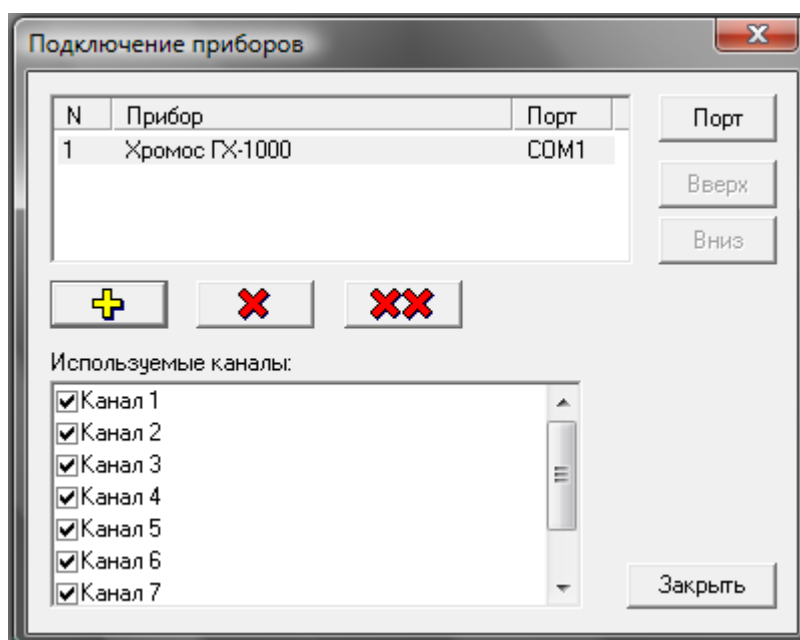 Подключение приборов
N Прибор Порт
1 Хромос ГХ-1000 COM1
Порт
Вверх
Вниз
Используемые каналы:
Канал 1
Канал 2
Канал 3
Канал 4
Канал 5
Канал 6
Канал 7
Закрыть